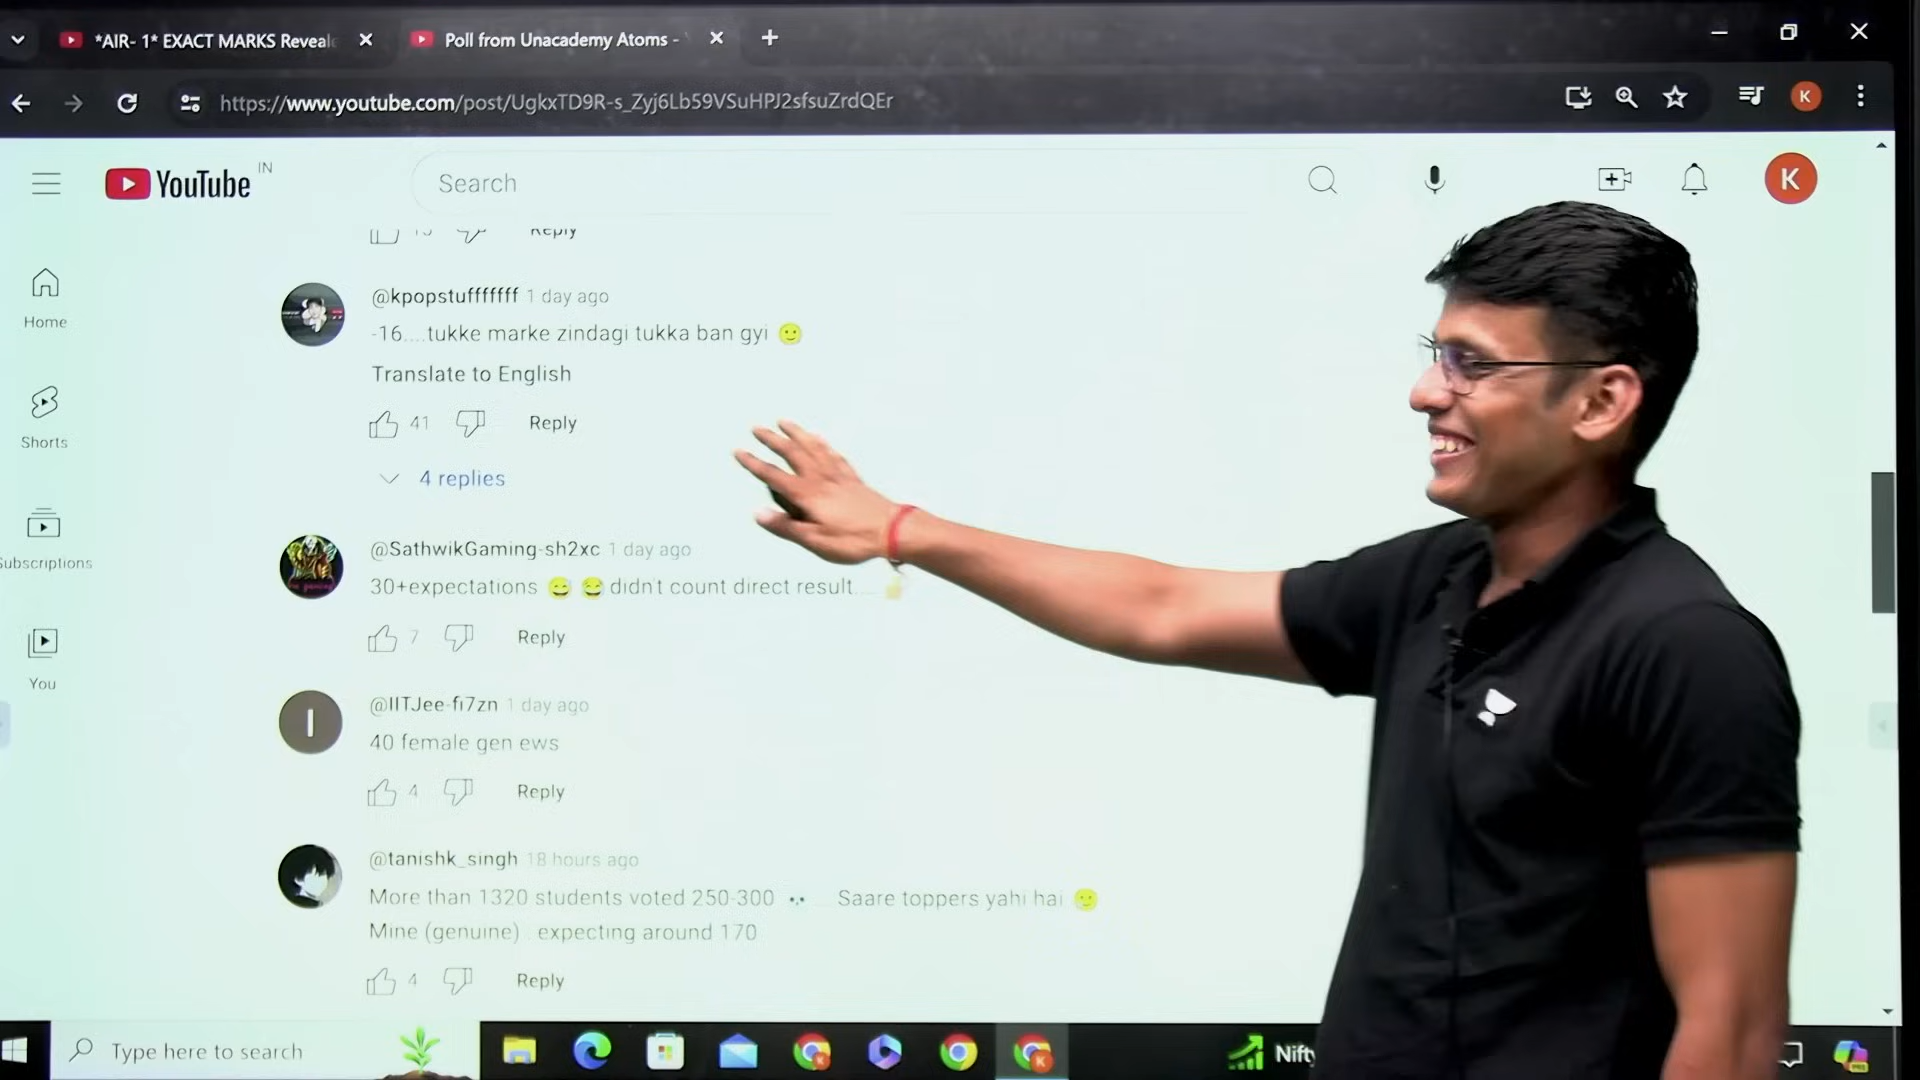 *AIR- 1* EXACT MARKS Reveal
Poll from Unacademy Atoms -
https://www.youtube.com/post/UgkxTD9R-s_Zyj6Lb59VSuHPJ2sfsuZrdQEr
K
YouTube IN
Search
K
Reply
Home
@kpopstufffffff 1 day ago
-16....tukke marke zindagi tukka ban gyi
Translate to English
41 Reply
Shorts
4 replies
Subscriptions
@SathwikGaming-sh2xc 1 day ago
30+expectations didn't count direct result....
7 Reply
You
I
@IITJee-fi7zn 1 day ago
40 female gen ews
4 Reply
@tanishk_singh 18 hours ago
More than 1320 students voted 250-300 .... Saare toppers yahi hai
Mine (genuine) . expecting around 170
4 Reply
Type here to search
K
K
Nifty